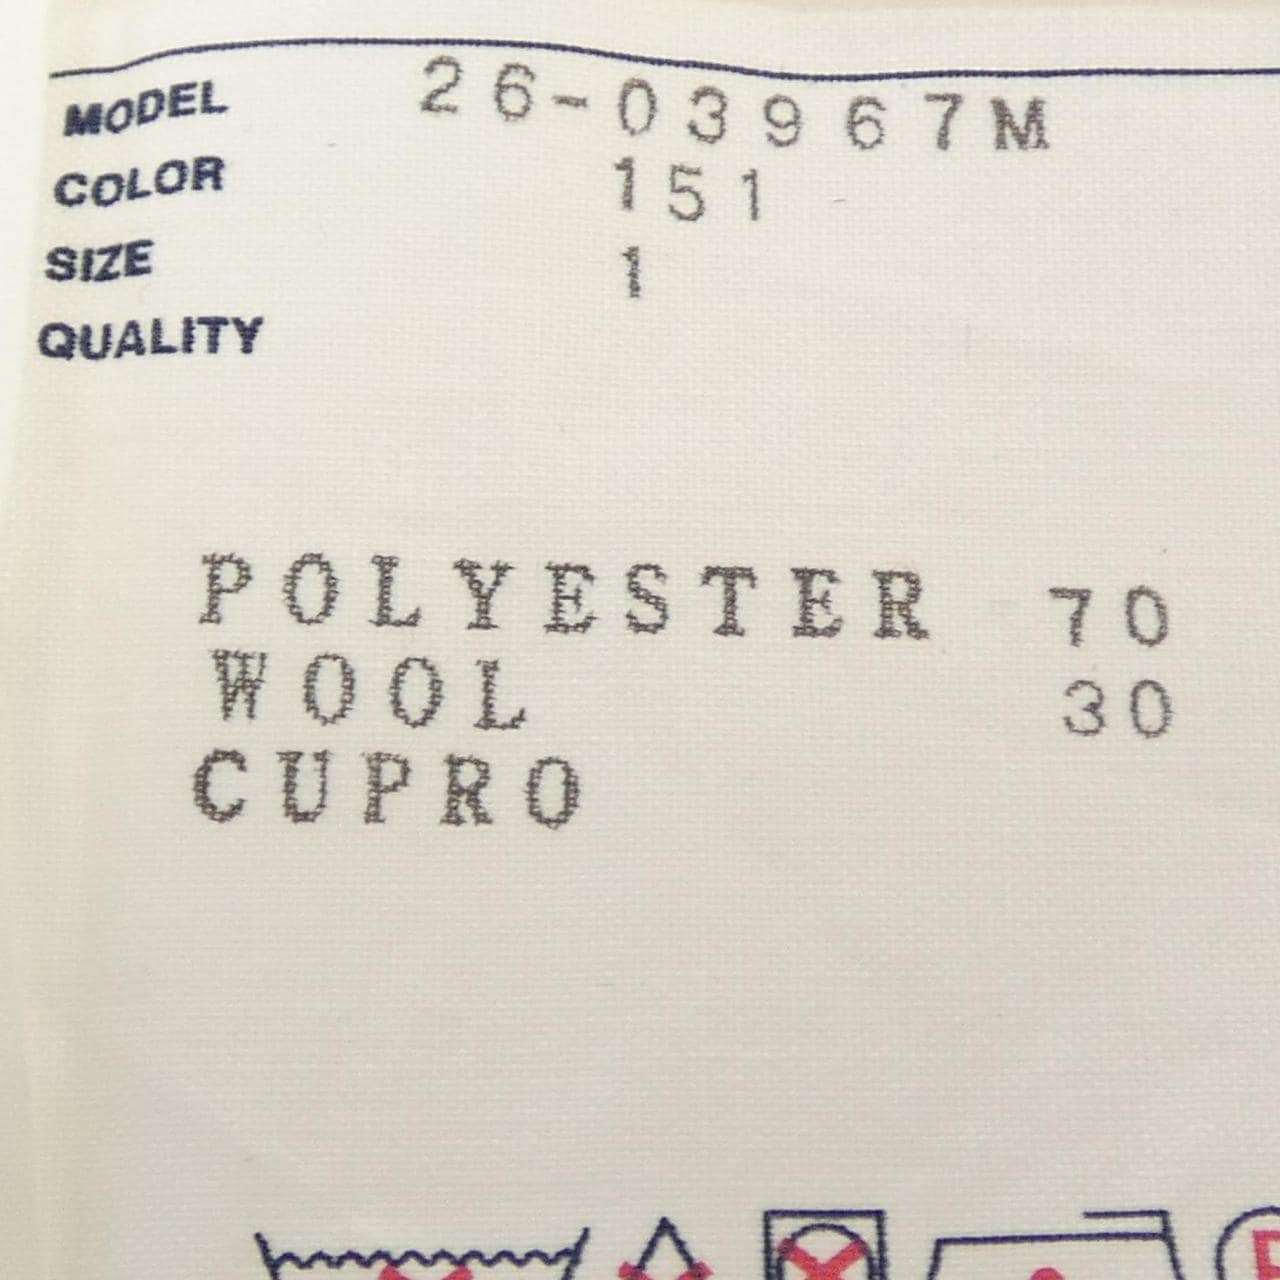 MODEL 26-03967M
COLOR 151
SIZE 1
QUALITY
POLYESTER 70
WOOL 30
CUPRO